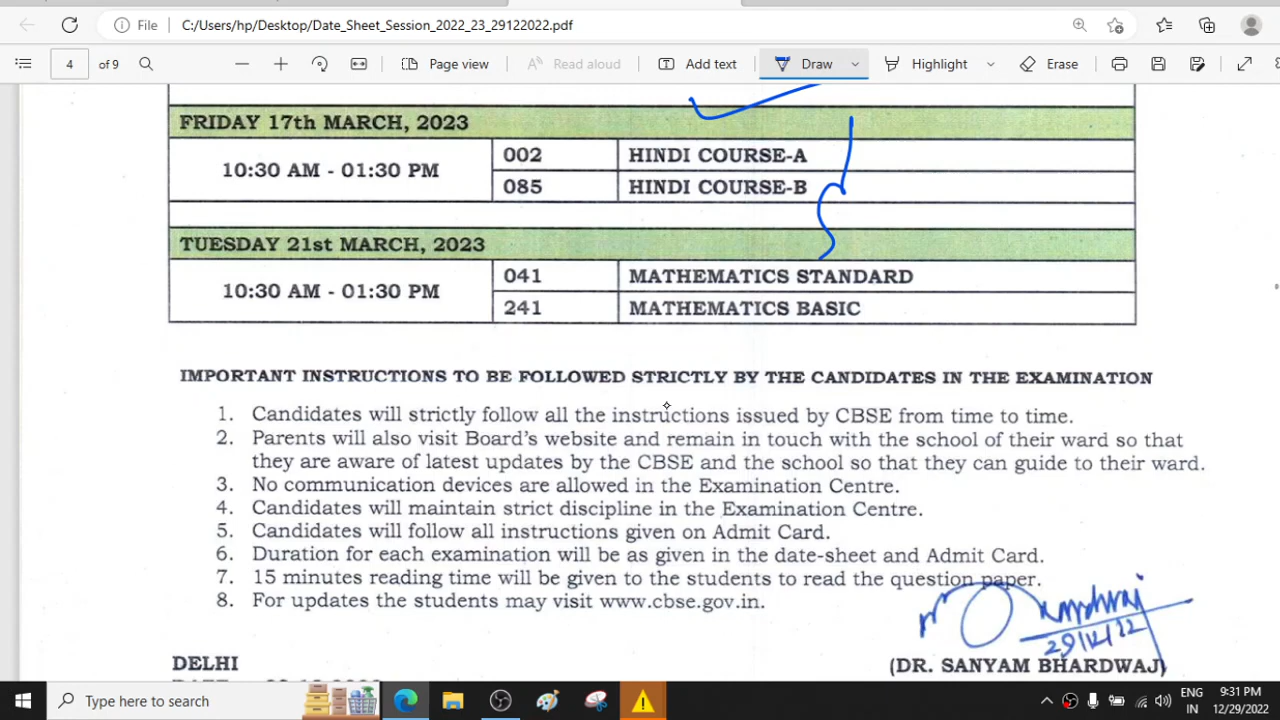 File C:/Users/hp/Desktop/Date_Sheet_Session_2022_23_29122022.pdf
4 of 9 Page view Read aloud Add text Draw Highlight Erase
FRIDAY 17th MARCH, 2023
10:30 AM - 01:30 PM
002 HINDI COURSE-A
085 HINDI COURSE-B
TUESDAY 21st MARCH, 2023
10:30 AM - 01:30 PM
041 MATHEMATICS STANDARD
241 MATHEMATICS BASIC
IMPORTANT INSTRUCTIONS TO BE FOLLOWED STRICTLY BY THE CANDIDATES IN THE EXAMINATION
1. Candidates will strictly follow all the instructions issued by CBSE from time to time.
2. Parents will also visit Board's website and remain in touch with the school of their ward so that
they are aware of latest updates by the CBSE and the school so that they can guide to their ward.
3. No communication devices are allowed in the Examination Centre.
4. Candidates will maintain strict discipline in the Examination Centre.
5. Candidates will follow all instructions given on Admit Card.
6. Duration for each examination will be as given in the date-sheet and Admit Card.
7. 15 minutes reading time will be given to the students to read the question paper.
8. For updates the students may visit www.cbse.gov.in.
29/12/22
DELHI
(DR. SANYAM BHARDWAJ)
Type here to search
ENG
IN
9:31 PM
12/29/2022